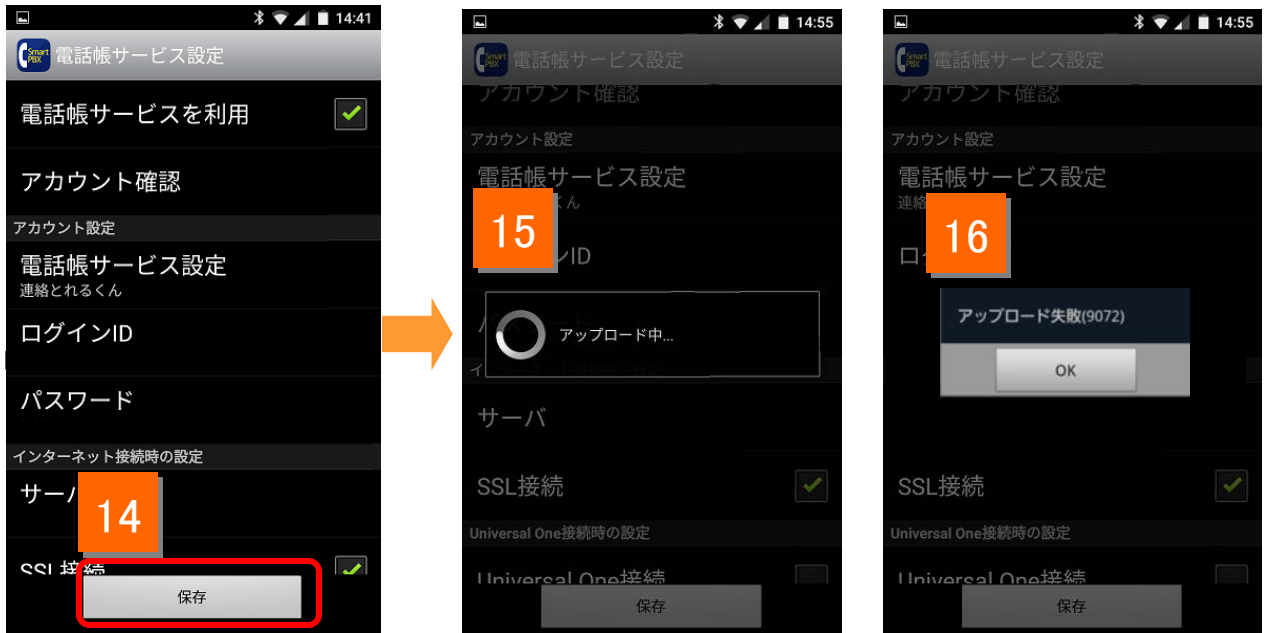 14:41
Smart PBX
電話帳サービス設定
電話帳サービスを利用
アカウント確認
アカウント設定
電話帳サービス設定
連絡とれるくん
ログインID
パスワード
インターネット接続時の設定
サー
14
SSL接続
保存
14:55
Smart PBX
電話帳サービス設定
アカウント確認
アカウント設定
電話帳サービス設定
くん
15
ID
アップロード中...
サーバ
SSL接続
Universal One接続時の設定
Universal One接続
保存
14:55
Smart PBX
電話帳サービス設定
アカウント確認
アカウント設定
電話帳サービス設定
連絡
16
ロ
アップロード失敗(9072)
OK
SSL接続
Universal One接続時の設定
Universal One接続
保存